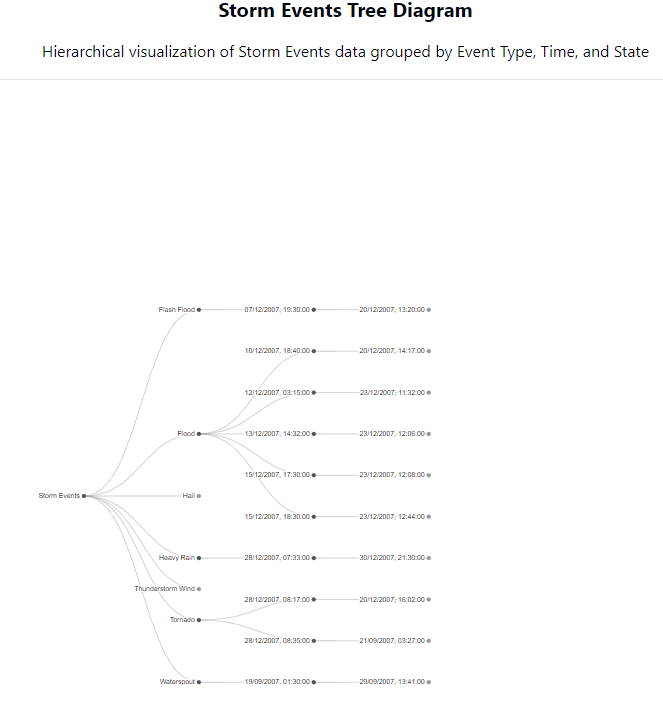 Storm Events Tree Diagram
Hierarchical visualization of Storm Events data grouped by Event Type, Time, and State
Flash Flood 07/12/2007, 19:30:00 20/12/2007, 13:20:00
10/12/2007, 18:40:00 20/12/2007, 14:17:00
12/12/2007, 03:15:00 23/12/2007, 11:32:00
Flood 13/12/2007, 14:32:00 23/12/2007, 12:06:00
15/12/2007, 17:30:00 23/12/2007, 12:08:00
Storm Events Hail
15/12/2007, 18:30:00 23/12/2007, 12:44:00
Heavy Rain 28/12/2007, 07:33:00 30/12/2007, 21:30:00
Thunderstorm Wind
28/12/2007, 08:17:00 20/12/2007, 16:02:00
Tornado
28/12/2007, 08:35:00 21/09/2007, 03:27:00
Waterspout 19/09/2007, 01:30:00 29/09/2007, 13:41:00